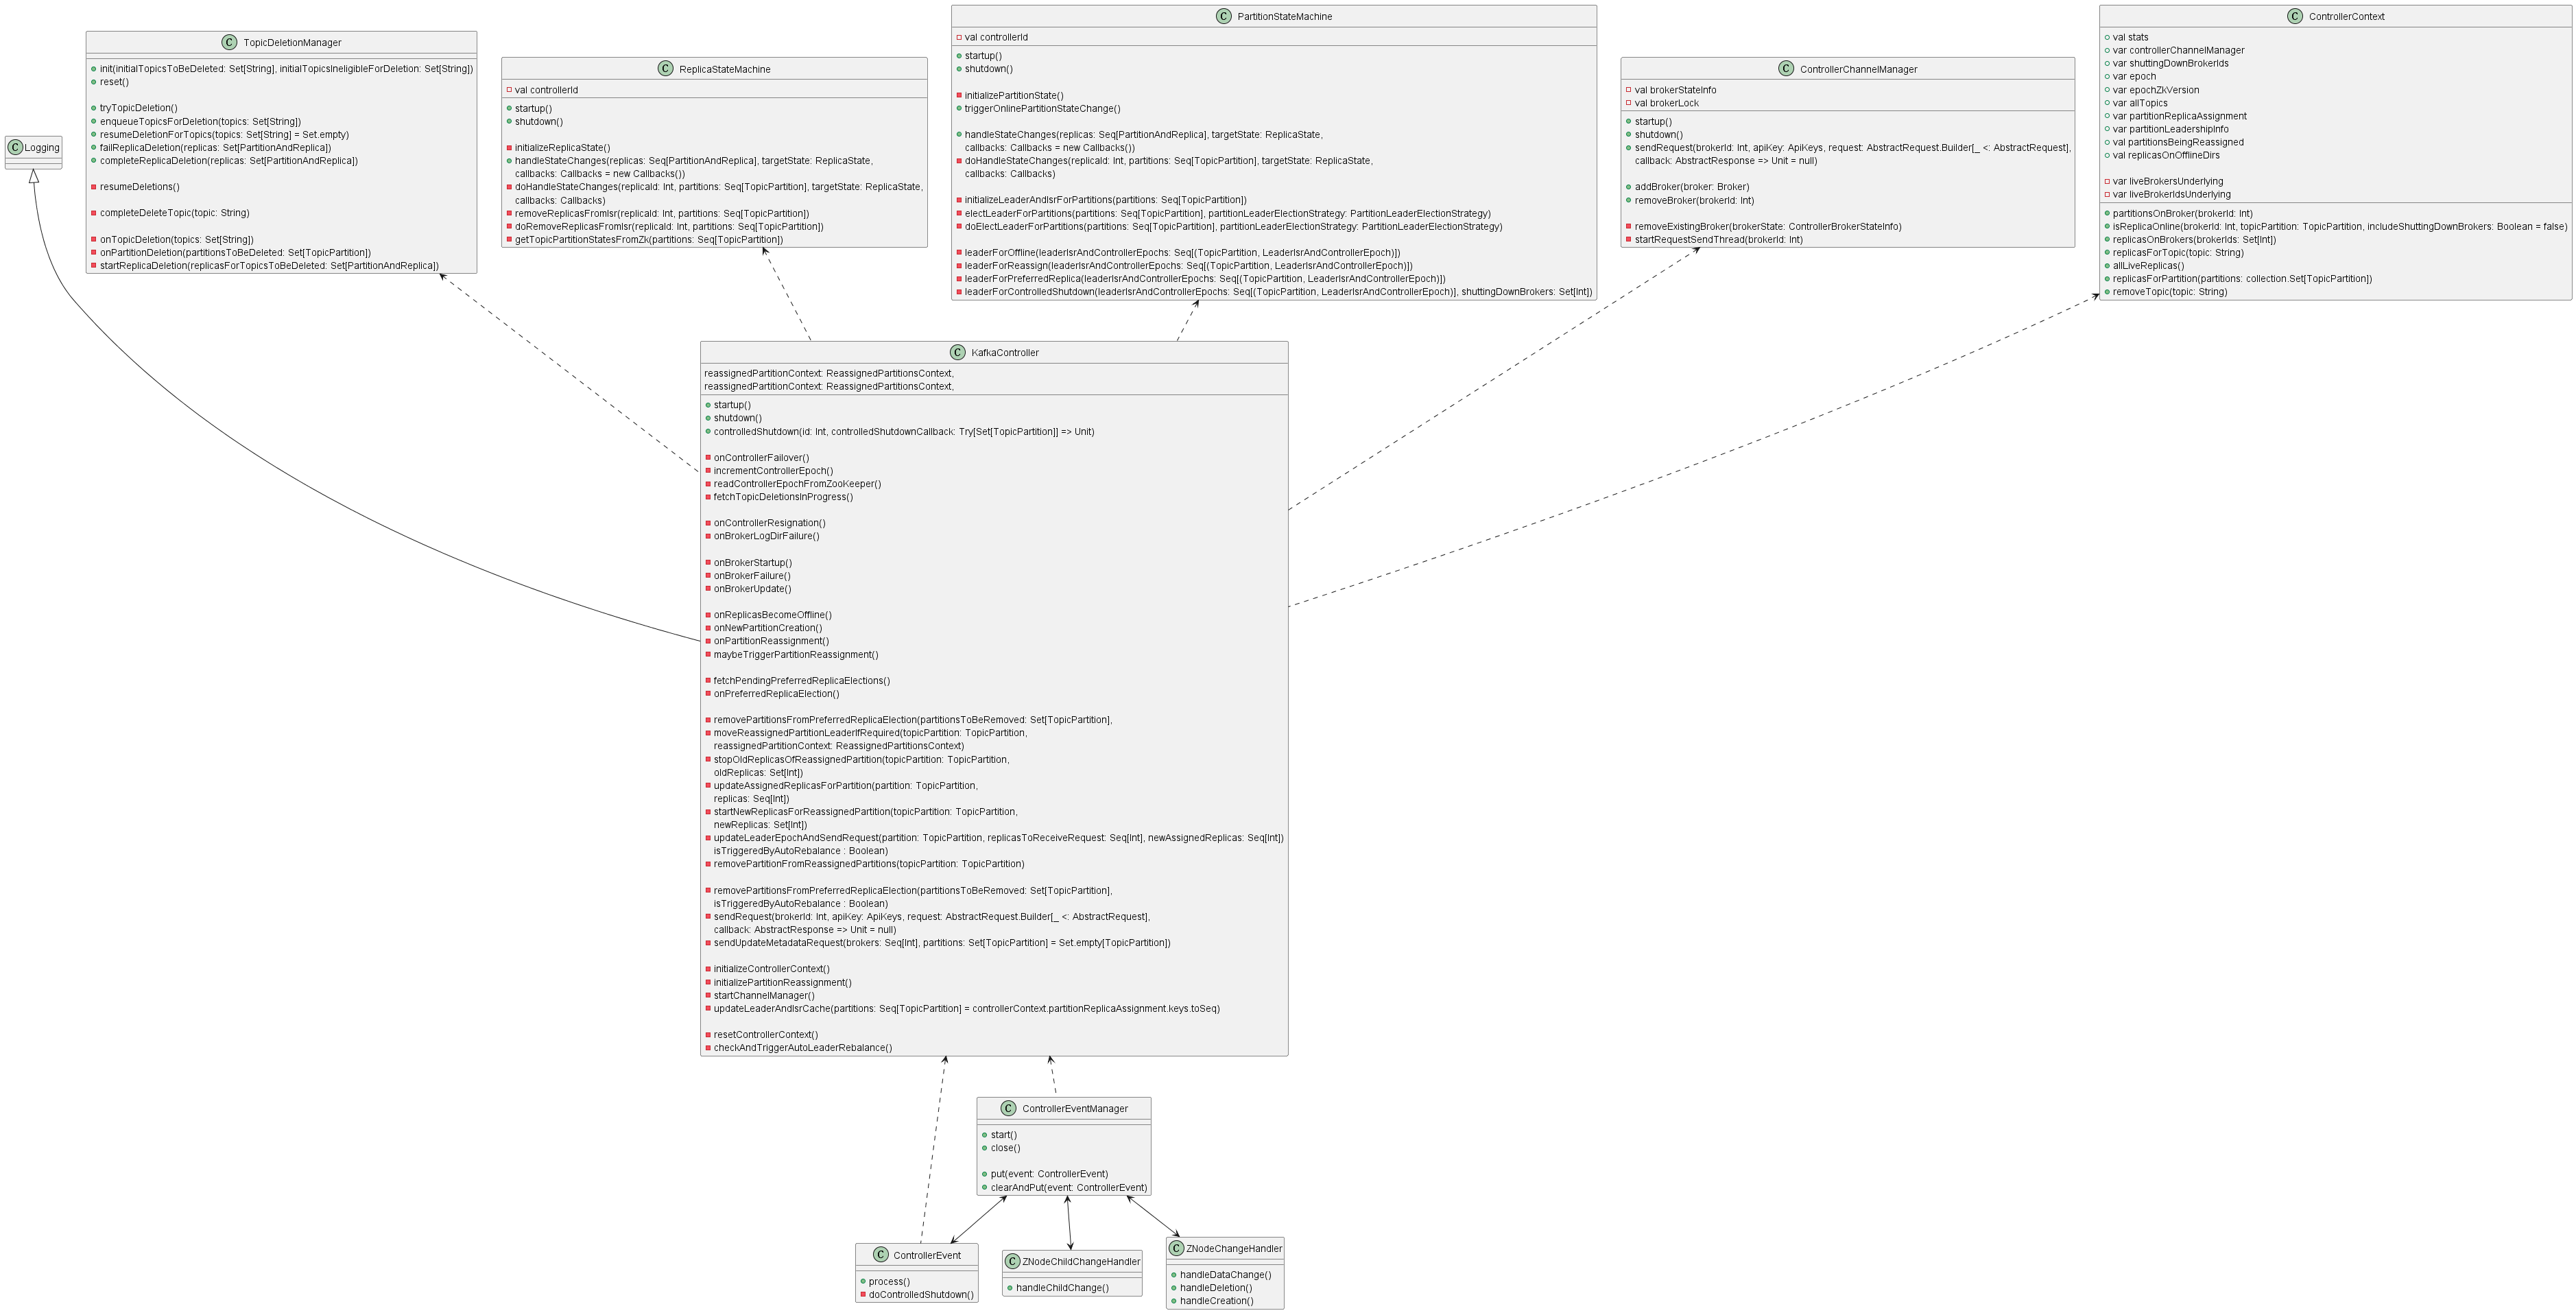 C Logging
C TopicDeletionManager
init(initialTopicsToBeDeleted: Set[String], initialTopicsIneligibleForDeletion: Set[String])
reset()
tryTopicDeletion()
enqueueTopicsForDeletion(topics: Set[String])
resumeDeletionForTopics(topics: Set[String] = Set.empty)
failReplicaDeletion(replicas: Set[PartitionAndReplica])
completeReplicaDeletion(replicas: Set[PartitionAndReplica])
resumeDeletions()
completeDeleteTopic(topic: String)
onTopicDeletion(topics: Set[String])
onPartitionDeletion(partitionsToBeDeleted: Set[TopicPartition])
startReplicaDeletion(replicasForTopicsToBeDeleted: Set[PartitionAndReplica])
C ReplicaStateMachine
val controllerId
startup()
shutdown()
initializeReplicaState()
handleStateChanges(replicas: Seq[PartitionAndReplica], targetState: ReplicaState,
callbacks: Callbacks = new Callbacks())
doHandleStateChanges(replicaId: Int, partitions: Seq[TopicPartition], targetState: ReplicaState,
callbacks: Callbacks)
removeReplicasFromIsr(replicaId: Int, partitions: Seq[TopicPartition])
doRemoveReplicasFromIsr(replicaId: Int, partitions: Seq[TopicPartition])
getTopicPartitionStatesFromZk(partitions: Seq[TopicPartition])
C PartitionStateMachine
val controllerId
startup()
shutdown()
initializePartitionState()
triggerOnlinePartitionStateChange()
handleStateChanges(replicas: Seq[PartitionAndReplica], targetState: ReplicaState,
callbacks: Callbacks = new Callbacks())
doHandleStateChanges(replicaId: Int, partitions: Seq[TopicPartition], targetState: ReplicaState,
callbacks: Callbacks)
initializeLeaderAndIsrForPartitions(partitions: Seq[TopicPartition])
electLeaderForPartitions(partitions: Seq[TopicPartition], partitionLeaderElectionStrategy: PartitionLeaderElectionStrategy)
doElectLeaderForPartitions(partitions: Seq[TopicPartition], partitionLeaderElectionStrategy: PartitionLeaderElectionStrategy)
leaderForOffline(leaderIsrAndControllerEpochs: Seq[(TopicPartition, LeaderIsrAndControllerEpoch)])
leaderForReassign(leaderIsrAndControllerEpochs: Seq[(TopicPartition, LeaderIsrAndControllerEpoch)])
leaderForPreferredReplica(leaderIsrAndControllerEpochs: Seq[(TopicPartition, LeaderIsrAndControllerEpoch)])
leaderForControlledShutdown(leaderIsrAndControllerEpochs: Seq[(TopicPartition, LeaderIsrAndControllerEpoch)], shuttingDownBrokers: Set[Int])
C ControllerChannelManager
val brokerStateInfo
val brokerLock
startup()
shutdown()
sendRequest(brokerId: Int, apiKey: ApiKeys, request: AbstractRequest.Builder[_ <: AbstractRequest],
callback: AbstractResponse => Unit = null)
addBroker(broker: Broker)
removeBroker(brokerId: Int)
removeExistingBroker(brokerState: ControllerBrokerStateInfo)
startRequestSendThread(brokerId: Int)
C ControllerContext
val stats
var controllerChannelManager
var shuttingDownBrokerIds
var epoch
var epochZkVersion
var allTopics
var partitionReplicaAssignment
var partitionLeadershipInfo
val partitionsBeingReassigned
val replicasOnOfflineDirs
var liveBrokersUnderlying
var liveBrokerIdsUnderlying
partitionsOnBroker(brokerId: Int)
isReplicaOnline(brokerId: Int, topicPartition: TopicPartition, includeShuttingDownBrokers: Boolean = false)
replicasOnBrokers(brokerIds: Set[Int])
replicasForTopic(topic: String)
allLiveReplicas()
replicasForPartition(partitions: collection.Set[TopicPartition])
removeTopic(topic: String)
C KafkaController
reassignedPartitionContext: ReassignedPartitionsContext,
reassignedPartitionContext: ReassignedPartitionsContext,
startup()
shutdown()
controlledShutdown(id: Int, controlledShutdownCallback: Try[Set[TopicPartition]] => Unit)
onControllerFailover()
incrementControllerEpoch()
readControllerEpochFromZooKeeper()
fetchTopicDeletionsInProgress()
onControllerResignation()
onBrokerLogDirFailure()
onBrokerStartup()
onBrokerFailure()
onBrokerUpdate()
onReplicasBecomeOffline()
onNewPartitionCreation()
onPartitionReassignment()
maybeTriggerPartitionReassignment()
fetchPendingPreferredReplicaElections()
onPreferredReplicaElection()
removePartitionsFromPreferredReplicaElection(partitionsToBeRemoved: Set[TopicPartition],
moveReassignedPartitionLeaderIfRequired(topicPartition: TopicPartition,
reassignedPartitionContext: ReassignedPartitionsContext)
stopOldReplicasOfReassignedPartition(topicPartition: TopicPartition,
oldReplicas: Set[Int])
updateAssignedReplicasForPartition(partition: TopicPartition,
replicas: Seq[Int])
startNewReplicasForReassignedPartition(topicPartition: TopicPartition,
newReplicas: Set[Int])
updateLeaderEpochAndSendRequest(partition: TopicPartition, replicasToReceiveRequest: Seq[Int], newAssignedReplicas: Seq[Int])
isTriggeredByAutoRebalance : Boolean)
removePartitionFromReassignedPartitions(topicPartition: TopicPartition)
removePartitionsFromPreferredReplicaElection(partitionsToBeRemoved: Set[TopicPartition],
isTriggeredByAutoRebalance : Boolean)
sendRequest(brokerId: Int, apiKey: ApiKeys, request: AbstractRequest.Builder[_ <: AbstractRequest],
callback: AbstractResponse => Unit = null)
sendUpdateMetadataRequest(brokers: Seq[Int], partitions: Set[TopicPartition] = Set.empty[TopicPartition])
initializeControllerContext()
initializePartitionReassignment()
startChannelManager()
updateLeaderAndIsrCache(partitions: Seq[TopicPartition] = controllerContext.partitionReplicaAssignment.keys.toSeq)
resetControllerContext()
checkAndTriggerAutoLeaderRebalance()
C ControllerEventManager
start()
close()
put(event: ControllerEvent)
clearAndPut(event: ControllerEvent)
C ControllerEvent
process()
doControlledShutdown()
C ZNodeChildChangeHandler
handleChildChange()
C ZNodeChangeHandler
handleDataChange()
handleDeletion()
handleCreation()